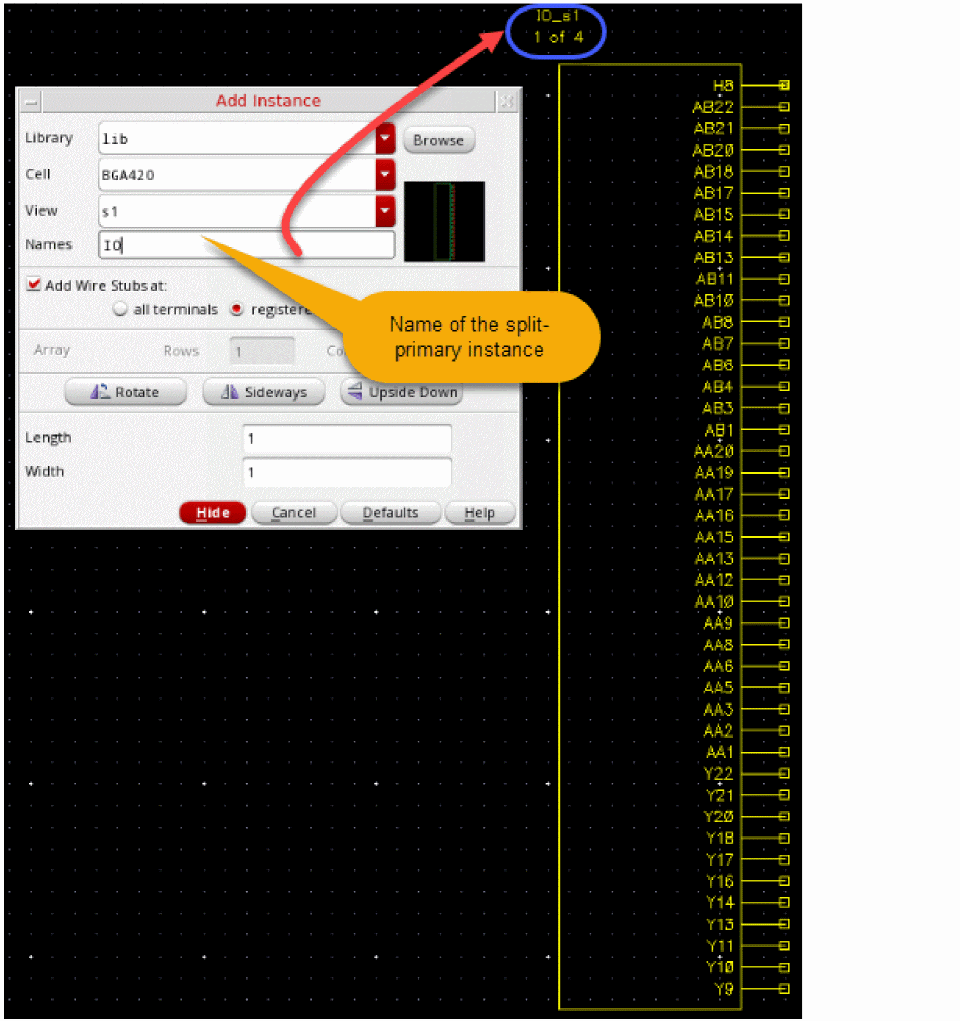 IO_s1
1 of 4
Add Instance
Library lib Browse
Cell BGA420
View s1
Names IO
Add Wire Stubs at:
all terminals registere
Name of the split-
primary instance
Array Rows 1 Co
Rotate Sideways Upside Down
Length 1
Width 1
Hide Cancel Defaults Help
H8
AB22
AB21
AB20
AB18
AB17
AB15
AB14
AB13
AB11
AB10
AB8
AB7
AB6
AB4
AB3
AB1
AA20
AA19
AA17
AA16
AA15
AA13
AA12
AA10
AA9
AA8
AA6
AA5
AA3
AA2
AA1
Y22
Y21
Y20
Y18
Y17
Y16
Y14
Y13
Y11
Y10
Y9